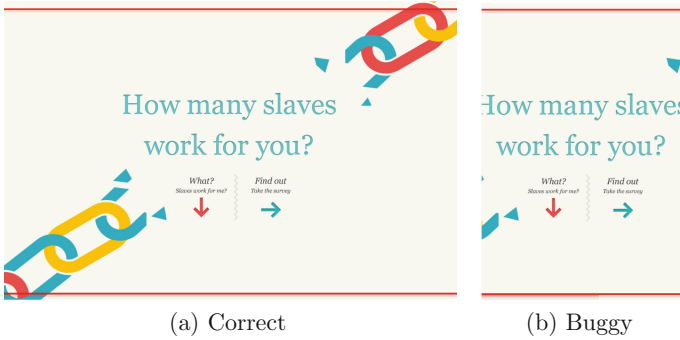 How many slaves
work for you?
What?
Slaves work for me?
Find out
Take the survey
(a) Correct
How many slaves
work for you?
What?
Slaves work for me?
Find out
Take the survey
(b) Buggy